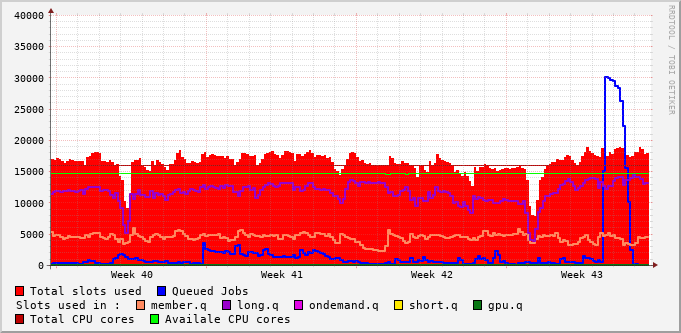 40000
35000
30000
25000
20000
15000
10000
5000
0
Week 40 Week 41 Week 42 Week 43
RRDTOOL / TOBI OETIKER
Total slots used Queued Jobs
Slots used in : member.q long.q ondemand.q short.q gpu.q
Total CPU cores Availale CPU cores